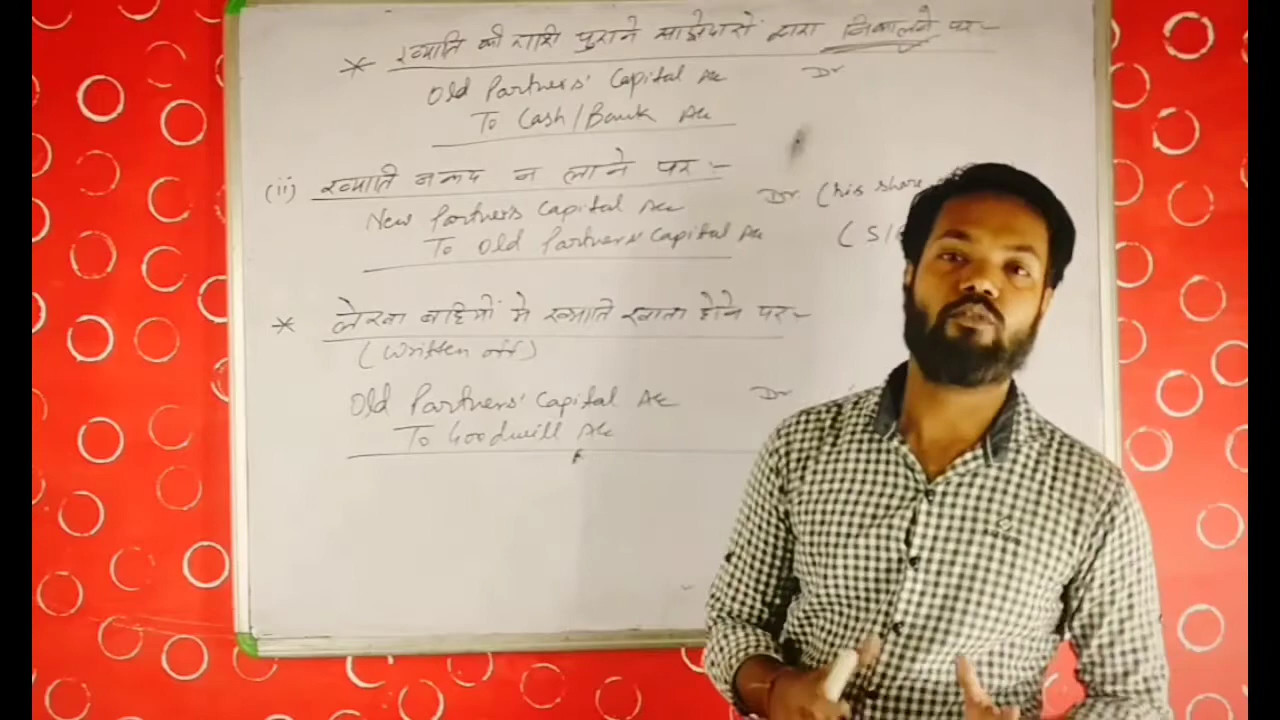 * ख्याति की राशि पुराने साझेदारों द्वारा निकालने पर :-
Old Partners' Capital A/c Dr
To Cash/Bank A/c
(ii) ख्याति नकद न लाने पर :-
New Partners Capital A/c Dr. (his share
To Old Partners' Capital A/c (S/
* लेखा बहियों मे ख्याति खाता होने पर :-
(Written off)
Old Partners' Capital A/c Dr
To Goodwill A/c